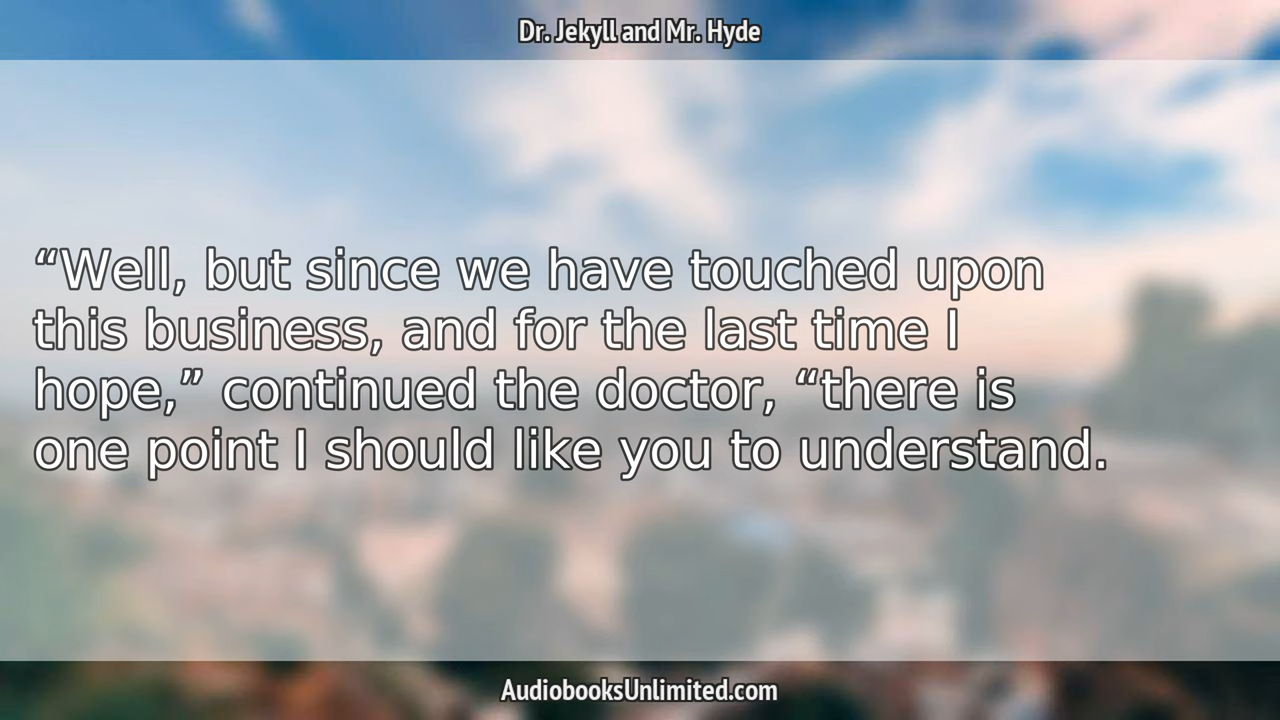 Dr. Jekyll and Mr. Hyde
“Well, but since we have touched upon
this business, and for the last time I
hope,” continued the doctor, “there is
one point I should like you to understand.
AudiobooksUnlimited.com